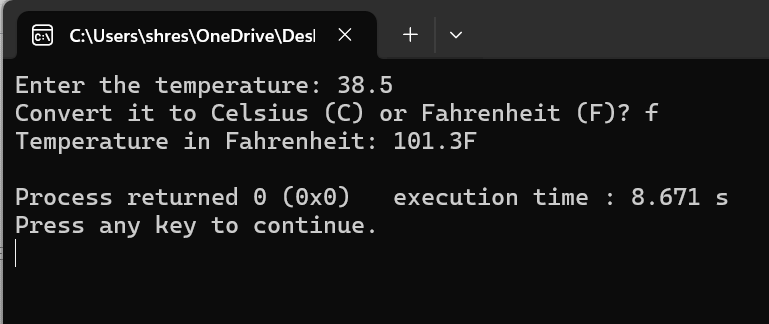 C:\Users\shres\OneDrive\Desl
Enter the temperature: 38.5
Convert it to Celsius (C) or Fahrenheit (F)? f
Temperature in Fahrenheit: 101.3F
Process returned 0 (0x0)   execution time : 8.671 s
Press any key to continue.